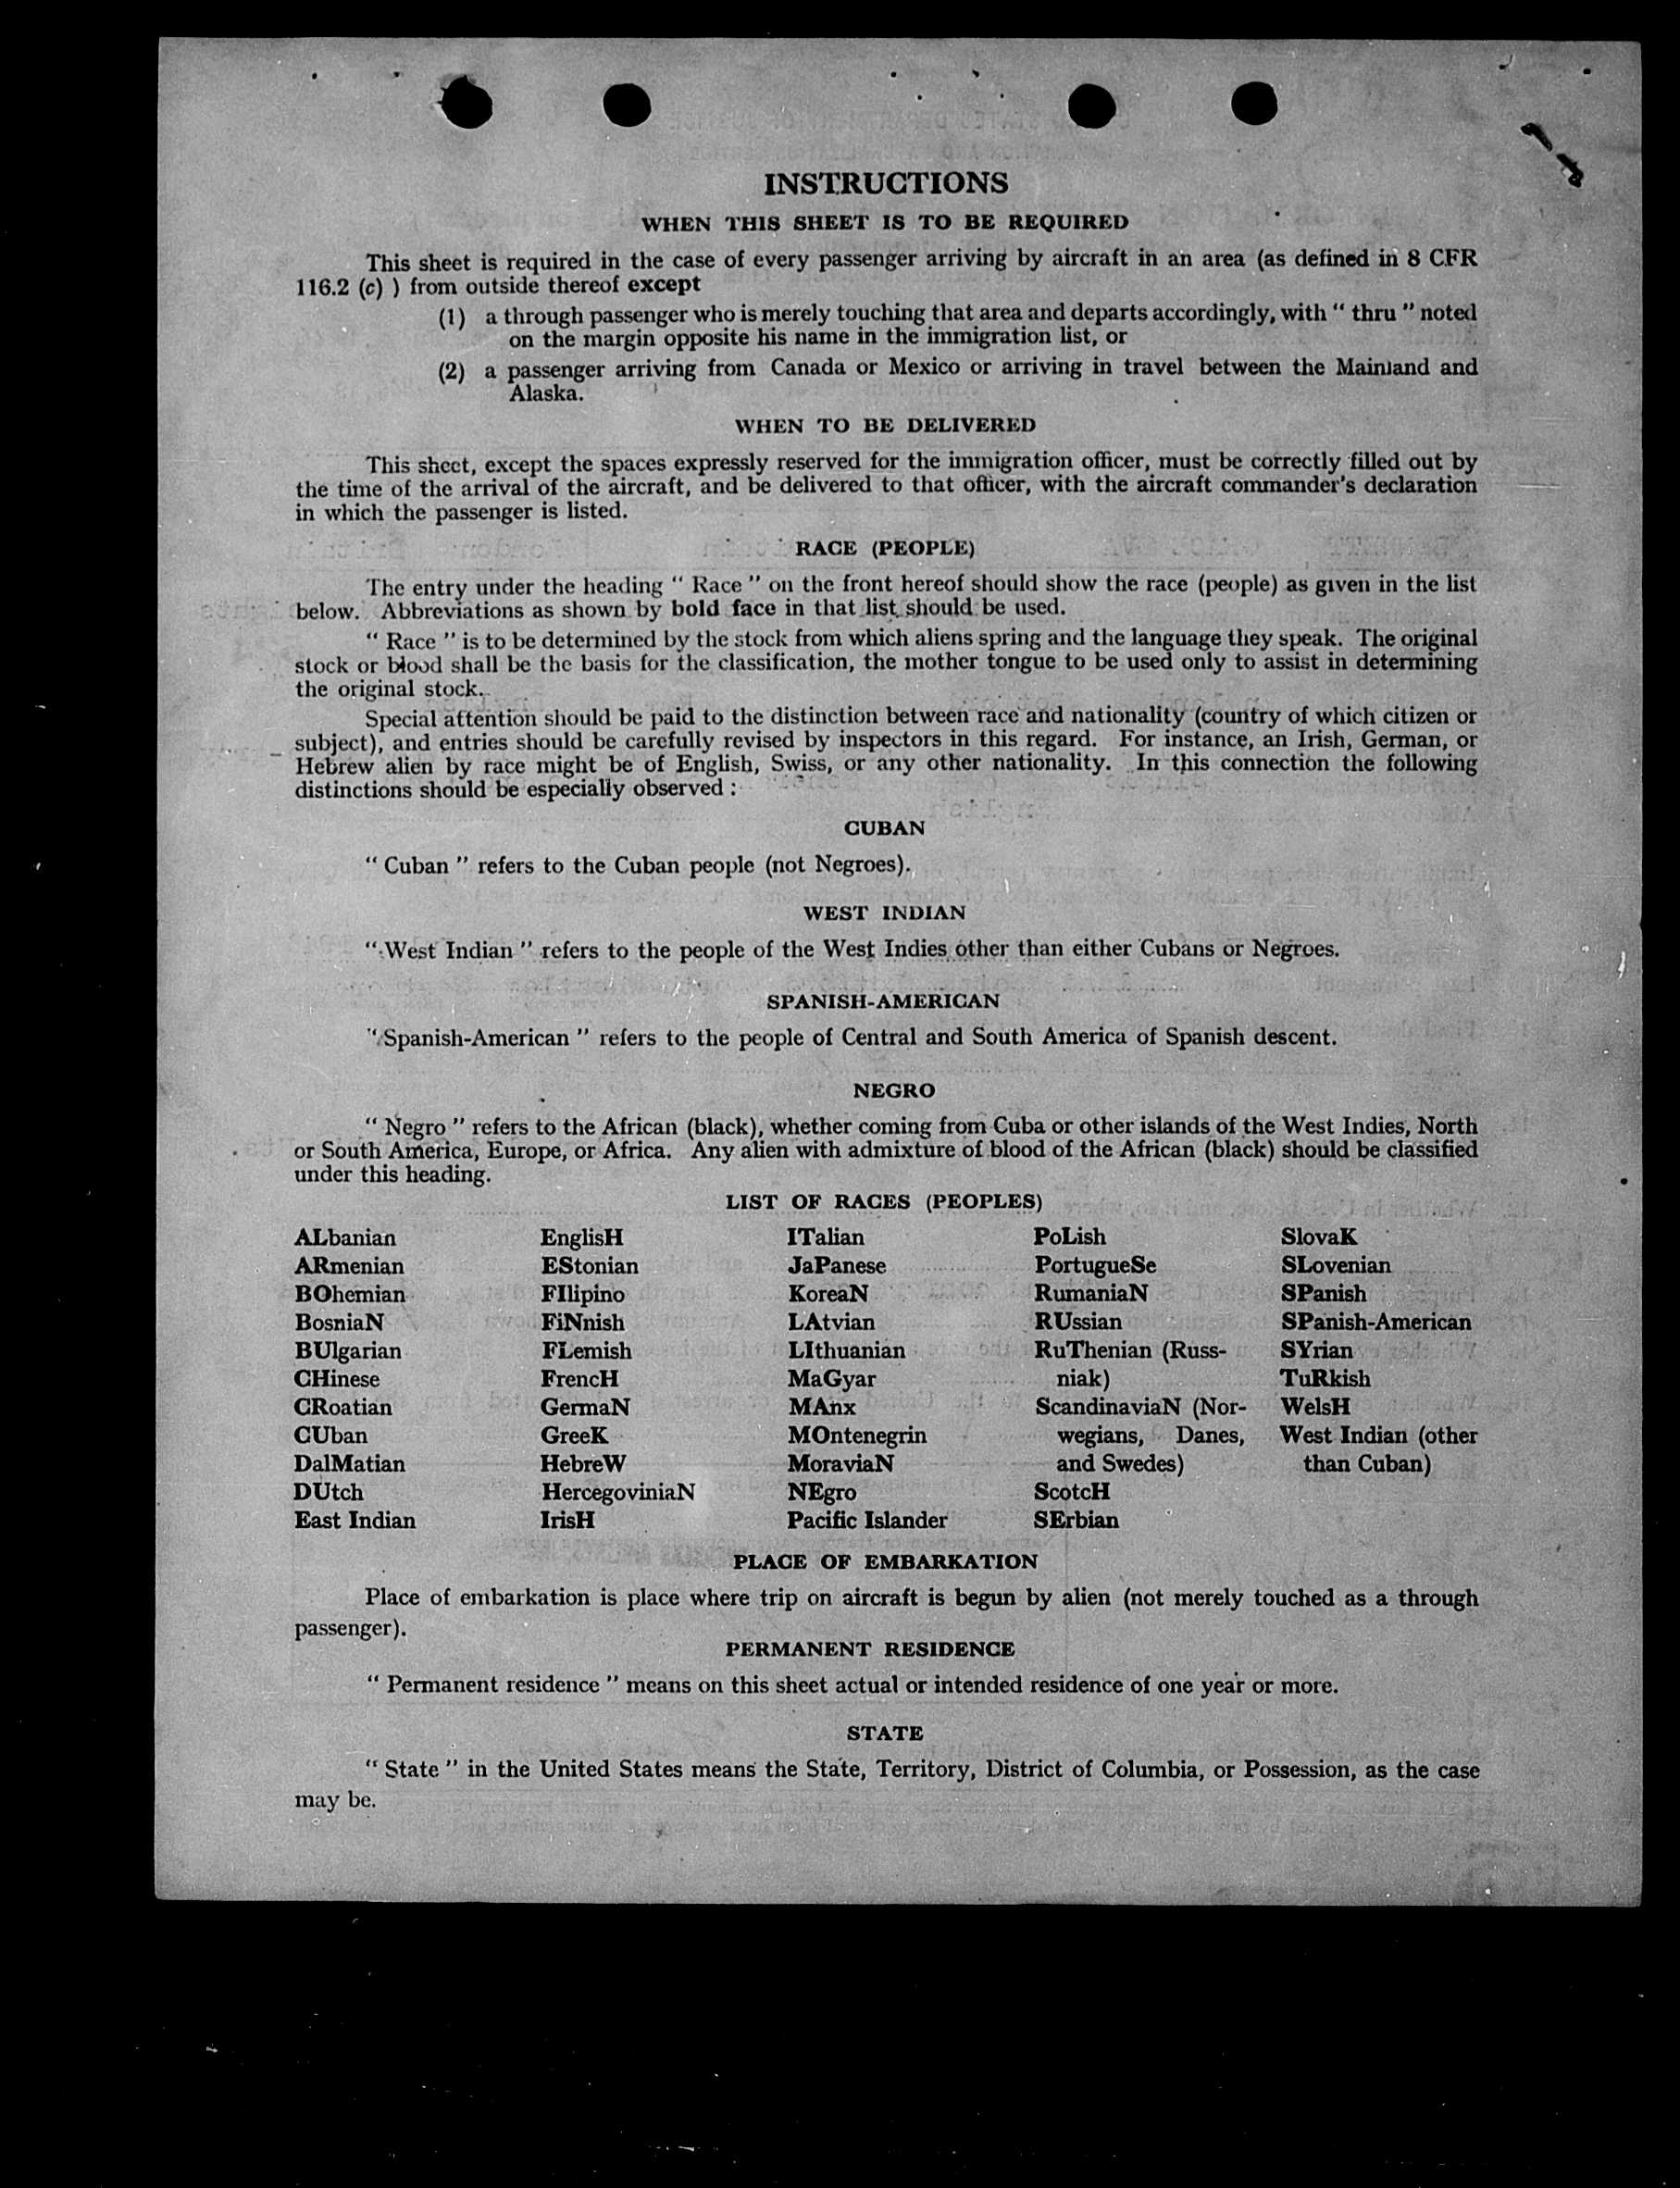 INSTRUCTIONS
WHEN THIS SHEET IS TO BE REQUIRED
This sheet is required in the case of every passenger arriving by aircraft in an area (as defined in 8 CFR
116.2 (c) ) from outside thereof except
(1) a through passenger who is merely touching that area and departs accordingly, with “ thru ” noted
on the margin opposite his name in the immigration list, or
(2) a passenger arriving from Canada or Mexico or arriving in travel between the Mainland and
Alaska.
WHEN TO BE DELIVERED
This sheet, except the spaces expressly reserved for the immigration officer, must be correctly filled out by
the time of the arrival of the aircraft, and be delivered to that officer, with the aircraft commander's declaration
in which the passenger is listed.
RACE (PEOPLE)
The entry under the heading “ Race ” on the front hereof should show the race (people) as given in the list
below. Abbreviations as shown by bold face in that list should be used.
“ Race ” is to be determined by the stock from which aliens spring and the language they speak. The original
stock or blood shall be the basis for the classification, the mother tongue to be used only to assist in determining
the original stock.
Special attention should be paid to the distinction between race and nationality (country of which citizen or
subject), and entries should be carefully revised by inspectors in this regard. For instance, an Irish, German, or
Hebrew alien by race might be of English, Swiss, or any other nationality. In this connection the following
distinctions should be especially observed :
CUBAN
“ Cuban ” refers to the Cuban people (not Negroes).
WEST INDIAN
“ West Indian ” refers to the people of the West Indies other than either Cubans or Negroes.
SPANISH-AMERICAN
“ Spanish-American ” refers to the people of Central and South America of Spanish descent.
NEGRO
“ Negro ” refers to the African (black), whether coming from Cuba or other islands of the West Indies, North
or South America, Europe, or Africa. Any alien with admixture of blood of the African (black) should be classified
under this heading.
LIST OF RACES (PEOPLES)
ALbanian EnglisH ITalian PoLish SlovaK
ARmenian EStonian JaPanese PortugueSe SLovenian
BOhemian FIlipino KoreaN RumaniaN SPanish
BosniaN FiNnish LAtvian RUssian SPanish-American
BUlgarian FLemish LIthuanian RuThenian (Russ- SYrian
CHinese FrencH MaGyar niak) TuRkish
CRoatian GermaN MAnx ScandinaviaN (Nor- WelsH
CUban GreeK MOntenegrin wegians, Danes, West Indian (other
DalMatian HebreW MoraviaN and Swedes) than Cuban)
DUtch HercegoviniaN NEgro ScotcH
East Indian IrisH Pacific Islander SErbian
PLACE OF EMBARKATION
Place of embarkation is place where trip on aircraft is begun by alien (not merely touched as a through
passenger).
PERMANENT RESIDENCE
“ Permanent residence ” means on this sheet actual or intended residence of one year or more.
STATE
“ State ” in the United States means the State, Territory, District of Columbia, or Possession, as the case
may be.